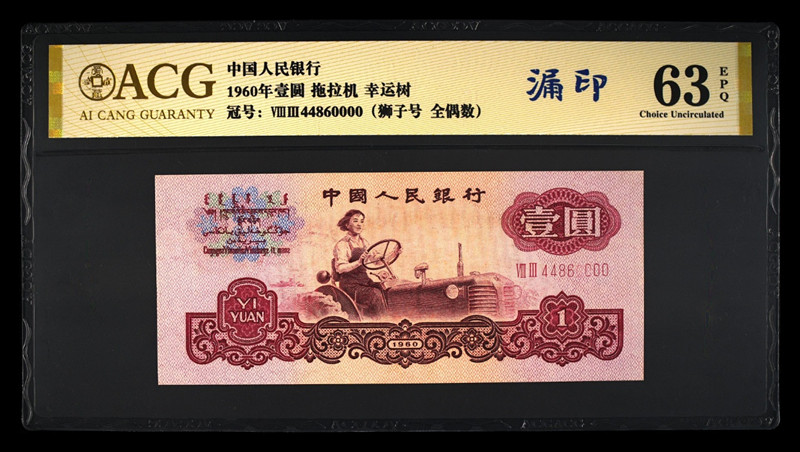 ACG
AI CANG GUARANTY
中国人民银行
1960年壹圆 拖拉机 幸运树
冠号：ⅧⅢ44860000（狮子号 全偶数）
漏印
63
EPQ
Choice Uncirculated
中國人民銀行
壹圓
ⅧⅢ 4486 000
YI
YUAN
1960
1